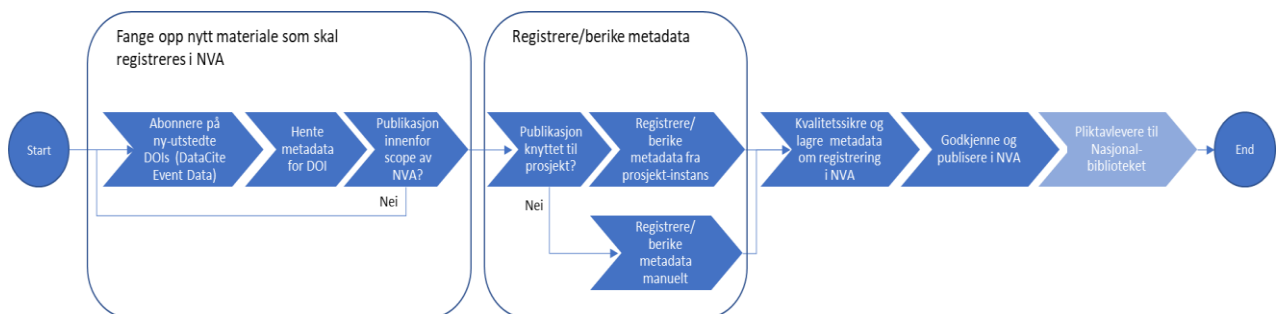 Fange opp nytt materiale som skal
registreres i NVA
Registrere/berike metadata
Start
Abonnere på
ny-utstedte
DOIs (DataCite
Event Data)
Hente
metadata
for DOI
Publikasjon
innenfor
scope av
NVA?
Nei
Publikasjon
knyttet til
prosjekt?
Nei
Registrere/
berike
metadata fra
prosjekt-instans
Registrere/
berike
metadata
manuelt
Kvalitetssikre og
lagre metadata
om registrering
i NVA
Godkjenne og
publisere i NVA
Pliktavlevere til
Nasjonal-
biblioteket
End